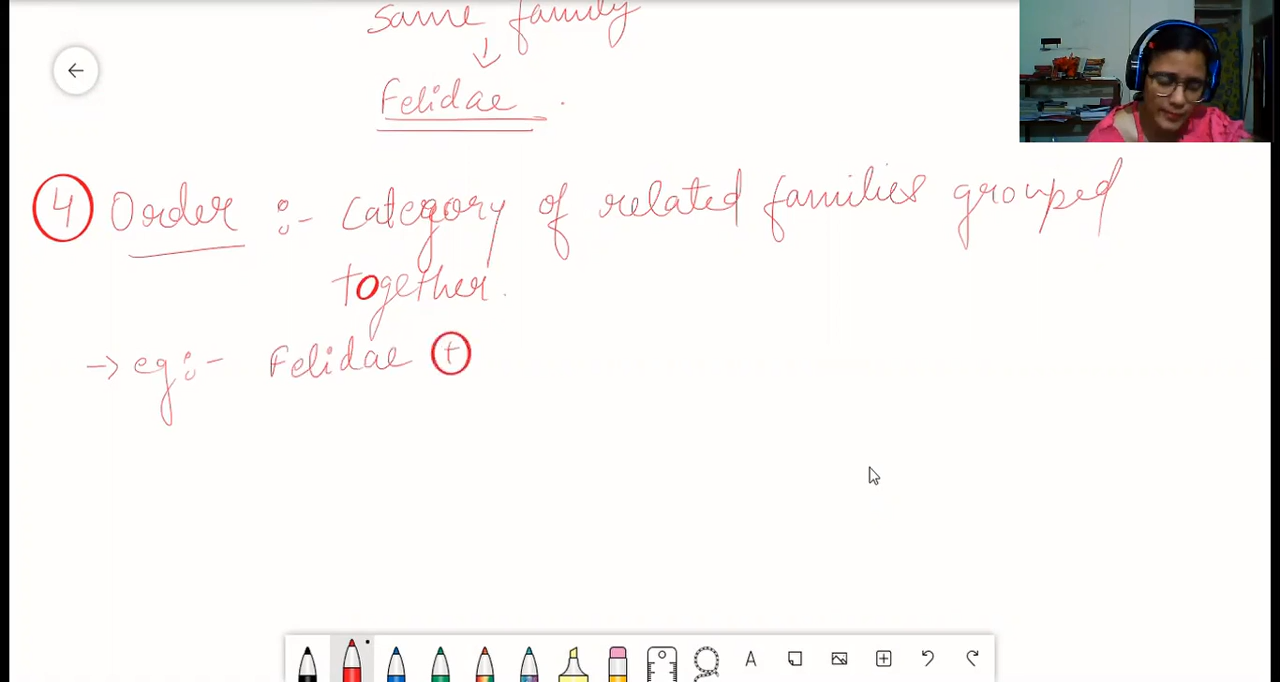 Same family
↓
Felidae .
④ Order :- Category of related families grouped
together.
→ eg:- Felidae ⊕
A